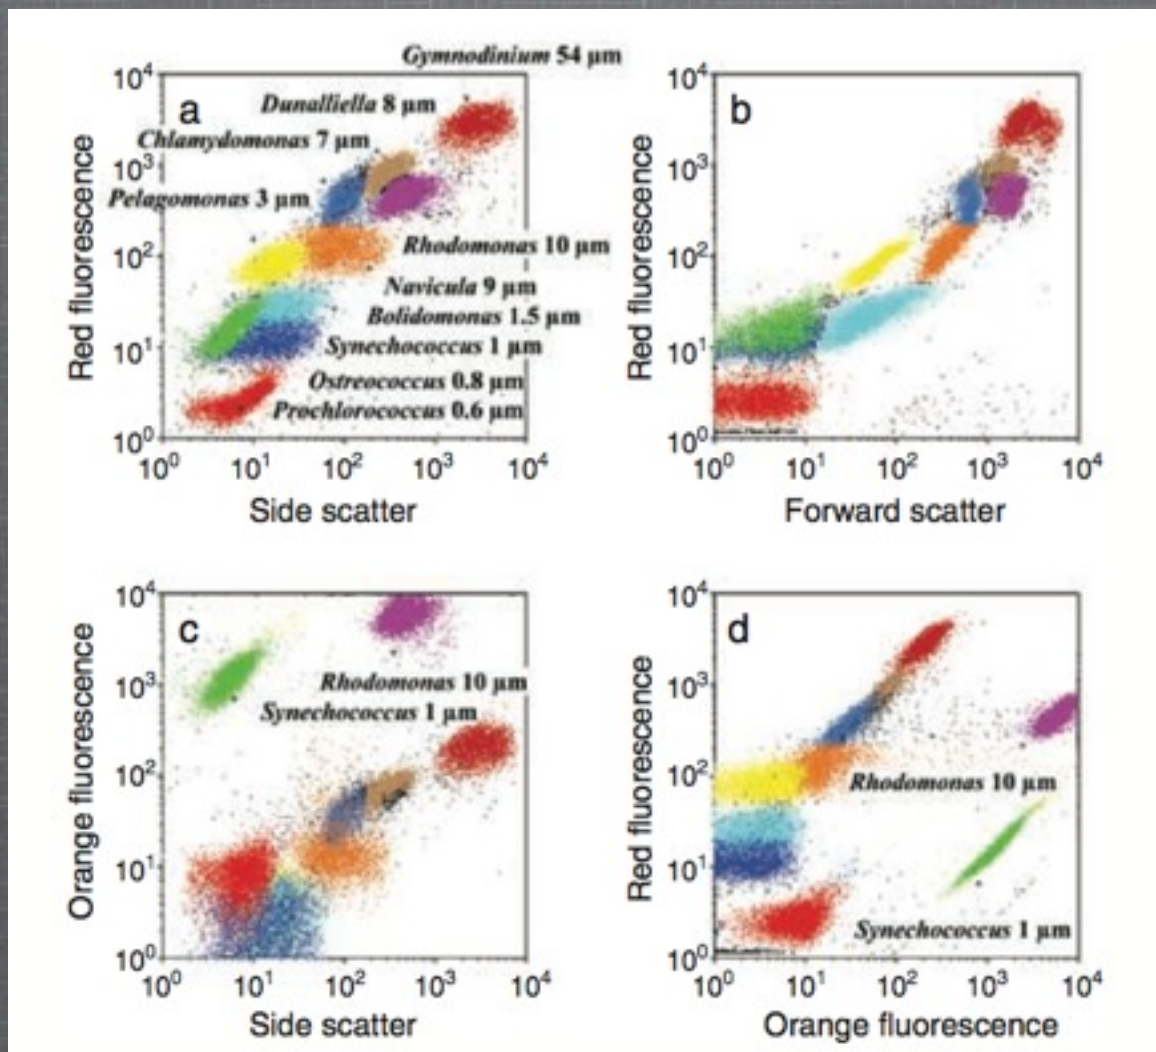 Gymnodinium 54 µm
10⁴
a
Dunalliella 8 µm
Chlamydomonas 7 µm
10³
Pelagomonas 3 µm
Rhodomonas 10 µm
10²
Navicula 9 µm
Bolidomonas 1.5 µm
10¹
Synechococcus 1 µm
Ostreococcus 0.8 µm
Prochlorococcus 0.6 µm
10⁰
Red fluorescence
10⁰ 10¹ 10² 10³ 10⁴
Side scatter
b
10⁴
10³
10²
10¹
10⁰
Red fluorescence
10⁰ 10¹ 10² 10³ 10⁴
Forward scatter
c
10⁴
10³
Rhodomonas 10 µm
Synechococcus 1 µm
10²
10¹
10⁰
Orange fluorescence
10⁰ 10¹ 10² 10³ 10⁴
Side scatter
d
10⁴
10³
10²
Rhodomonas 10 µm
10¹
Synechococcus 1 µm
10⁰
Red fluorescence
10⁰ 10¹ 10² 10³ 10⁴
Orange fluorescence